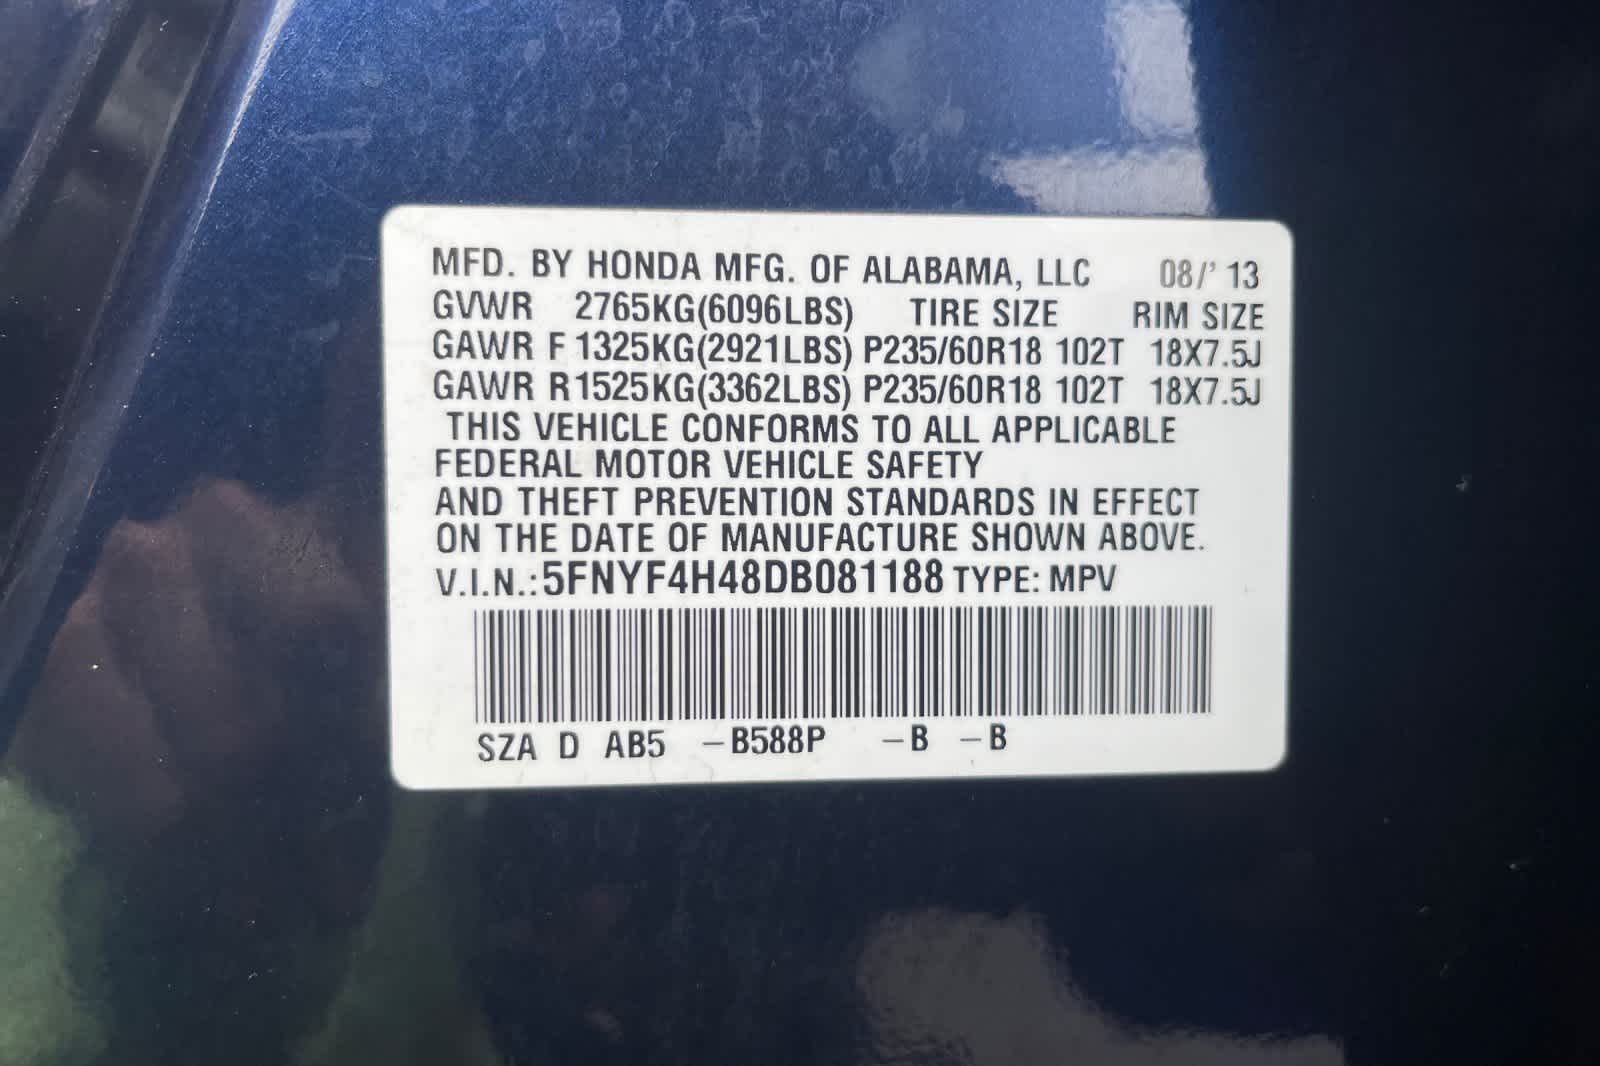 MFD. BY HONDA MFG. OF ALABAMA, LLC 08/' 13
GVWR 2765KG(6096LBS) TIRE SIZE RIM SIZE
GAWR F 1325KG(2921LBS) P235/60R18 102T 18X7.5J
GAWR R 1525KG(3362LBS) P235/60R18 102T 18X7.5J
THIS VEHICLE CONFORMS TO ALL APPLICABLE
FEDERAL MOTOR VEHICLE SAFETY
AND THEFT PREVENTION STANDARDS IN EFFECT
ON THE DATE OF MANUFACTURE SHOWN ABOVE.
V.I.N.: 5FNYF4H48DB081188 TYPE: MPV
SZA D AB5 –B588P –B –B